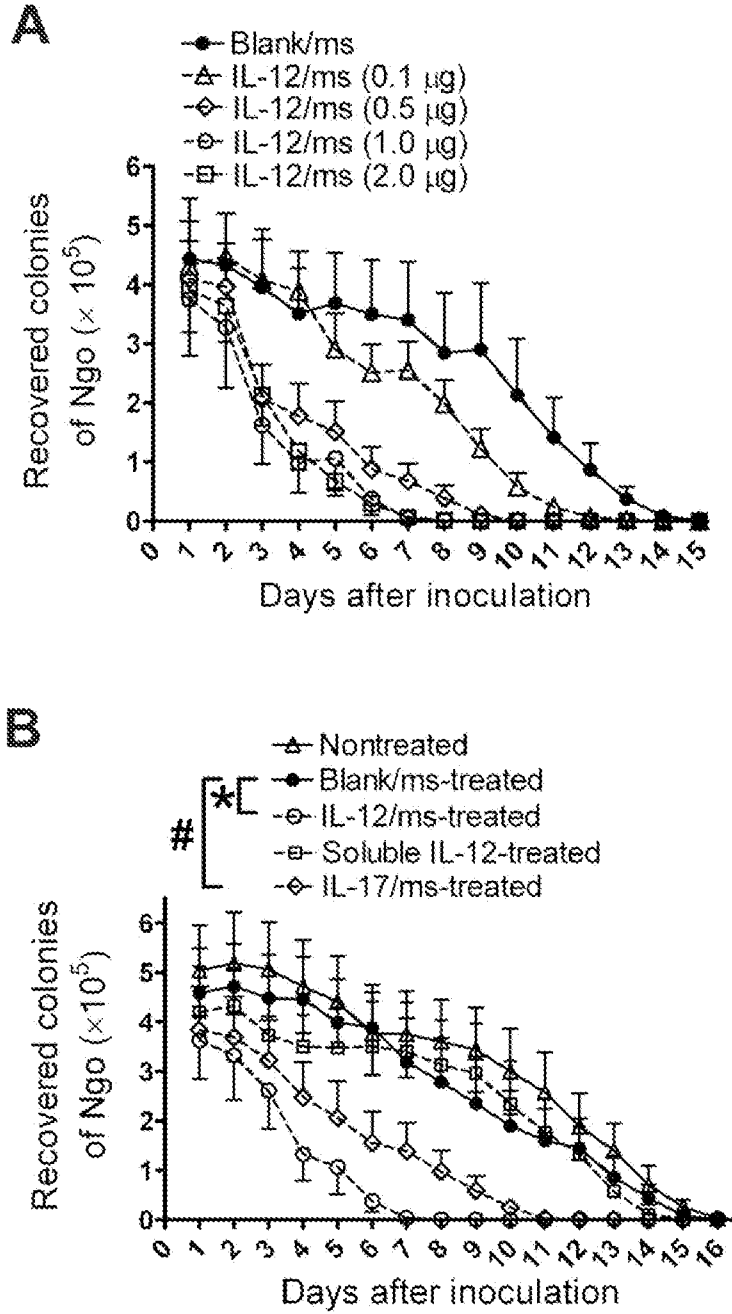 A
Blank/ms
IL-12/ms (0.1 µg)
IL-12/ms (0.5 µg)
IL-12/ms (1.0 µg)
IL-12/ms (2.0 µg)
Recovered colonies
of Ngo (× 10⁵)
6
5
4
3
2
1
0
0 1 2 3 4 5 6 7 8 9 10 11 12 13 14 15
Days after inoculation
B
Nontreated
Blank/ms-treated
IL-12/ms-treated
Soluble IL-12-treated
IL-17/ms-treated
*
#
Recovered colonies
of Ngo (×10⁵)
6
5
4
3
2
1
0
0 1 2 3 4 5 6 7 8 9 10 11 12 13 14 15 16
Days after inoculation